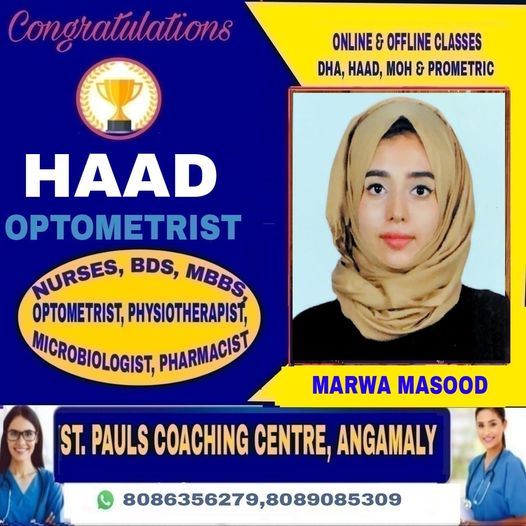 Congratulations
HAAD
OPTOMETRIST
NURSES, BDS, MBBS,
OPTOMETRIST, PHYSIOTHERAPIST,
MICROBIOLOGIST, PHARMACIST
ONLINE & OFFLINE CLASSES
DHA, HAAD, MOH & PROMETRIC
MARWA MASOOD
ST. PAULS COACHING CENTRE, ANGAMALY
8086356279,8089085309